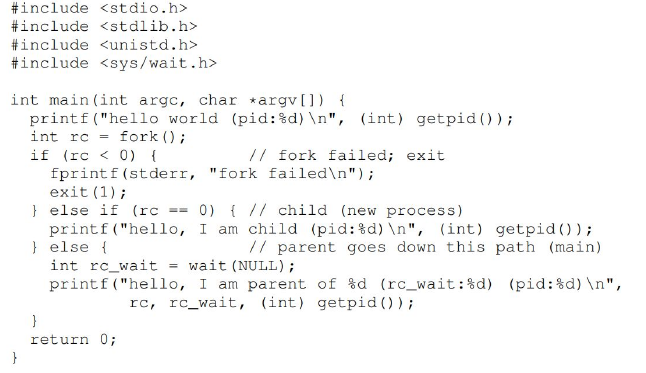 #include <stdio.h>
#include <stdlib.h>
#include <unistd.h>
#include <sys/wait.h>

int main(int argc, char *argv[]) {
  printf("hello world (pid:%d)\n", (int) getpid());
  int rc = fork();
  if (rc < 0) {         // fork failed; exit
    fprintf(stderr, "fork failed\n");
    exit(1);
  } else if (rc == 0) { // child (new process)
    printf("hello, I am child (pid:%d)\n", (int) getpid());
  } else {              // parent goes down this path (main)
    int rc_wait = wait(NULL);
    printf("hello, I am parent of %d (rc_wait:%d) (pid:%d)\n",
            rc, rc_wait, (int) getpid());
  }
  return 0;
}